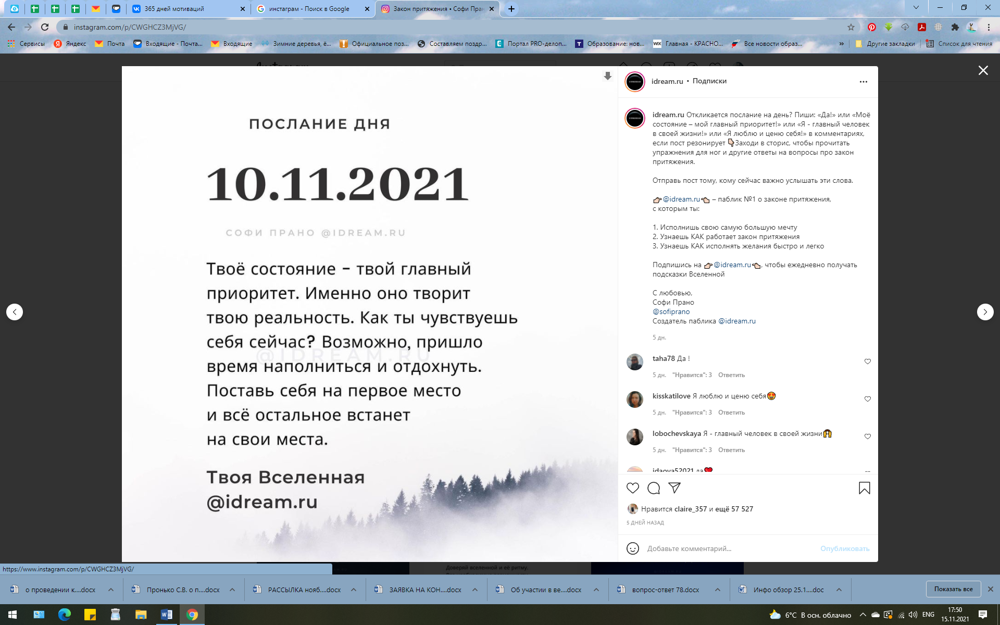 365 дней мотиваций
инстаграм - Поиск в Google
Закон притяжения • Софи Пран
instagram.com/p/CWGHCZ3MjVG/
Сервисы
Яндекс
Почта
Входящие - Почта...
Входящие
Зимние деревья, ё...
Официальное поз...
Составляем поздр...
Портал PRO-делоп...
Образование: нов...
Главная - КРАСНО...
Все новости образ...
»
Другие закладки
Список для чтения
ПОСЛАНИЕ ДНЯ
10.11.2021
СОФИ ПРАНО @IDREAM.RU
Твоё состояние – твой главный
приоритет. Именно оно творит
твою реальность. Как ты чувствуешь
себя сейчас? Возможно, пришло
@IDREAM.RU
время наполниться и отдохнуть.
Поставь себя на первое место
и всё остальное встанет
на свои места.
Твоя Вселенная
@idream.ru
idream.ru • Подписки
idream.ru Откликается послание на день? Пиши: «Да!» или «Моё
состояние – мой главный приоритет!» или «Я - главный человек
в своей жизни!» или «Я люблю и ценю себя!» в комментариях,
если пост резонирует 👇🏻Заходи в сторис, чтобы прочитать
упражнения для ног и другие ответы на вопросы про закон
притяжения.
Отправь пост тому, кому сейчас важно услышать эти слова.
👉🏻@idream.ru👈🏻 – паблик №1 о законе притяжения,
с которым ты:
1. Исполнишь свою самую большую мечту
2. Узнаешь КАК работает закон притяжения
3. Узнаешь КАК исполнять желания быстро и легко
Подпишись на 👉🏻@idream.ru👈🏻, чтобы ежедневно получать
подсказки Вселенной
С любовью,
Софи Прано
@sofiprano
Создатель паблика @idream.ru
5 дн.
taha78 Да !
5 дн. "Нравится": 3 Ответить
kisskatilove Я люблю и ценю себя🤩
5 дн. "Нравится": 3 Ответить
lobochevskaya Я - главный человек в своей жизни🙌
5 дн. "Нравится": 3 Ответить
idaova52021 да❤️
Нравится claire_357 и ещё 57 527
5 ДНЕЙ НАЗАД
Добавьте комментарий...
Опубликовать
Доверяй вселенной и её ритму.
https://www.instagram.com/p/CWGHCZ3MjVG/
о проведении к....docx
Пронько С.В. о п....docx
РАССЫЛКА нояб....docx
ЗАЯВКА НА КОН....docx
Об участии в ве....docx
вопрос-ответ 78.docx
Инфо обзор 25.1....doc
Показать все
6°C В осн. облачно
ENG
17:50
15.11.2021